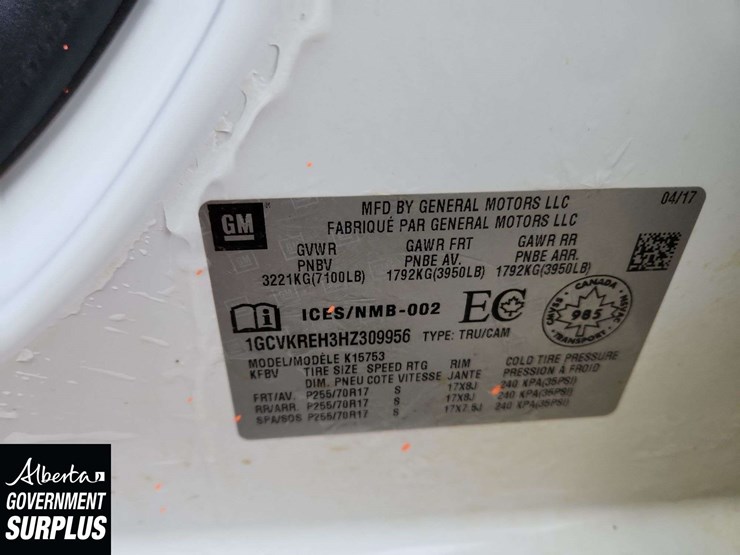 GM
MFD BY GENERAL MOTORS LLC
FABRIQUÉ PAR GENERAL MOTORS LLC
04/17
GVWR GAWR FRT GAWR RR
PNBV PNBE AV. PNBE ARR.
3221KG(7100LB) 1792KG(3950LB) 1792KG(3950LB)
ICES/NMB-002 EC
CANADA
985
TRANSPORT
1GCVKREH3HZ309956 TYPE: TRU/CAM
MODEL/MODÈLE K15753
KFBV TIRE SIZE SPEED RTG RIM COLD TIRE PRESSURE
DIM. PNEU COTE VITESSE JANTE PRESSION À FROID
FRT/AV. P255/70R17 S 17X8J 240 KPA(35PSI)
RR/ARR. P255/70R17 S 17X8J 240 KPA(35PSI)
SPA/SOS P255/70R17 S 17X7.5J 240 KPA(35PSI)
Alberta
GOVERNMENT
SURPLUS